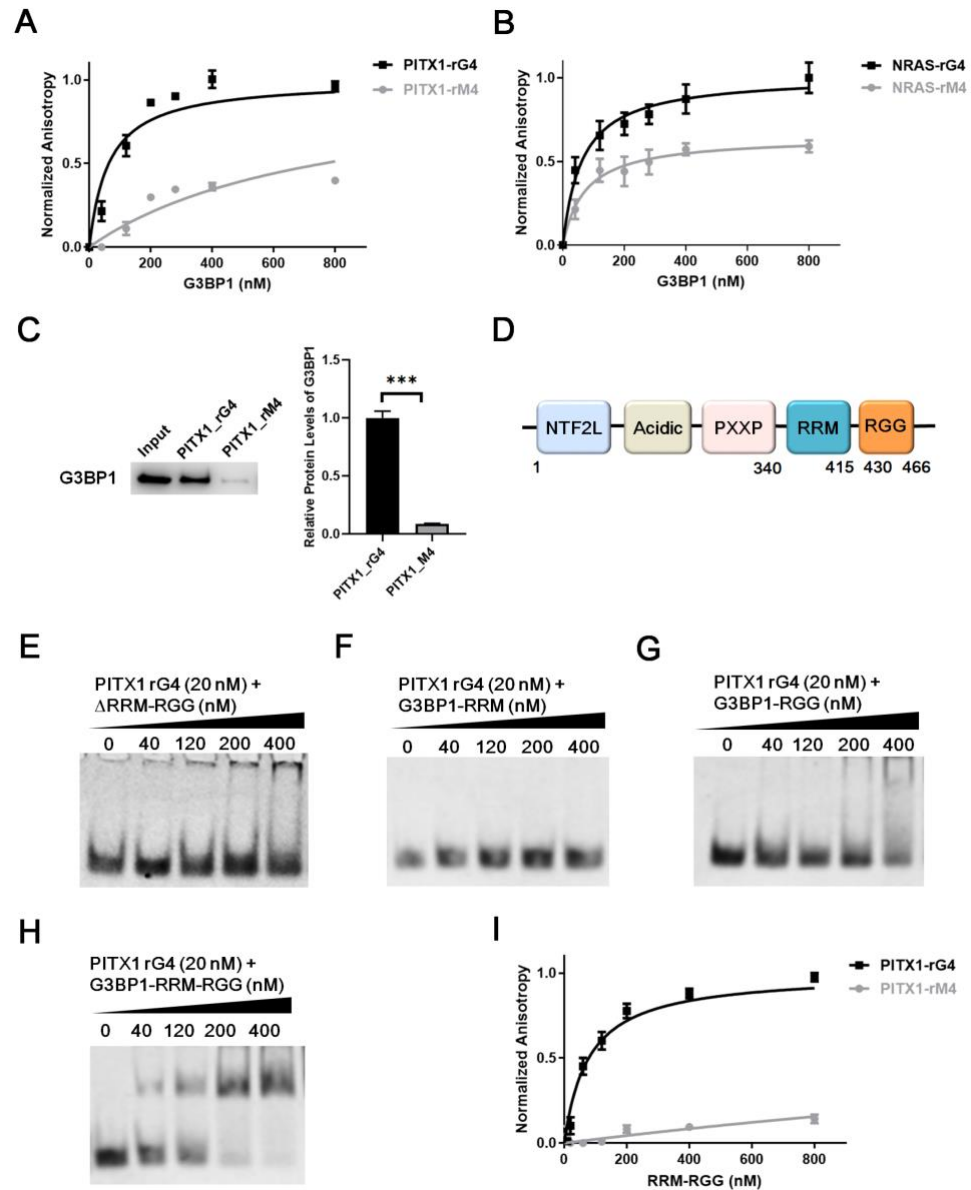 A
Normalized Anisotropy
1.0
0.5
0.0
0 200 400 600 800
G3BP1 (nM)
PITX1-rG4
PITX1-rM4
B
Normalized Anisotropy
1.0
0.5
0.0
0 200 400 600 800
G3BP1 (nM)
NRAS-rG4
NRAS-rM4
C
Input PITX1_rG4 PITX1_rM4
G3BP1
Relative Protein Levels of G3BP1
1.5
1.0
0.5
0.0
***
PITX1_rG4 PITX1_M4
D
NTF2L Acidic PXXP RRM RGG
1 340 415 430 466
E
PITX1 rG4 (20 nM) +
ΔRRM-RGG (nM)
0 40 120 200 400
F
PITX1 rG4 (20 nM) +
G3BP1-RRM (nM)
0 40 120 200 400
G
PITX1 rG4 (20 nM) +
G3BP1-RGG (nM)
0 40 120 200 400
H
PITX1 rG4 (20 nM) +
G3BP1-RRM-RGG (nM)
0 40 120 200 400
I
Normalized Anisotropy
1.0
0.5
0.0
0 200 400 600 800
RRM-RGG (nM)
PITX1-rG4
PITX1-rM4